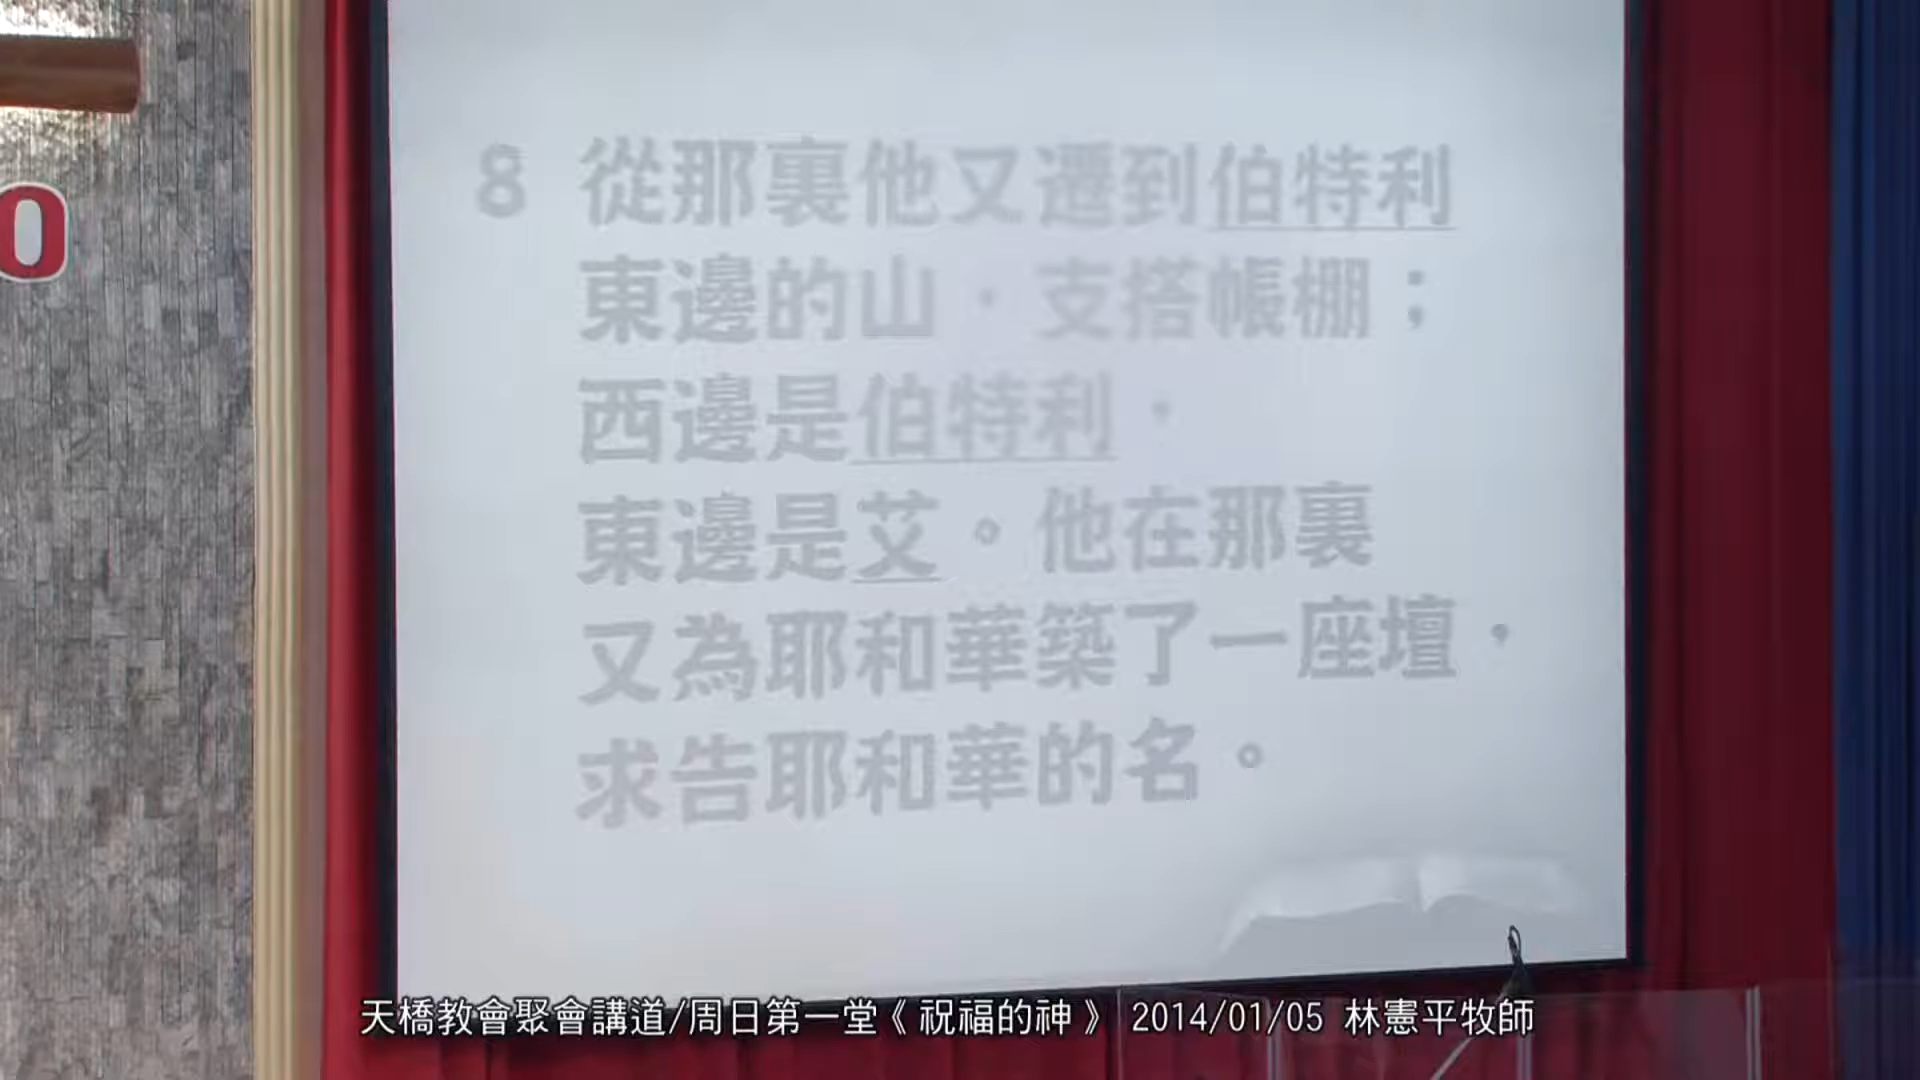 0
8 從那裏他又遷到伯特利
東邊的山，支搭帳棚；
西邊是伯特利，
東邊是艾。他在那裏
又為耶和華築了一座壇，
求告耶和華的名。
天橋教會聚會講道/周日第一堂《祝福的神》 2014/01/05 林憲平牧師